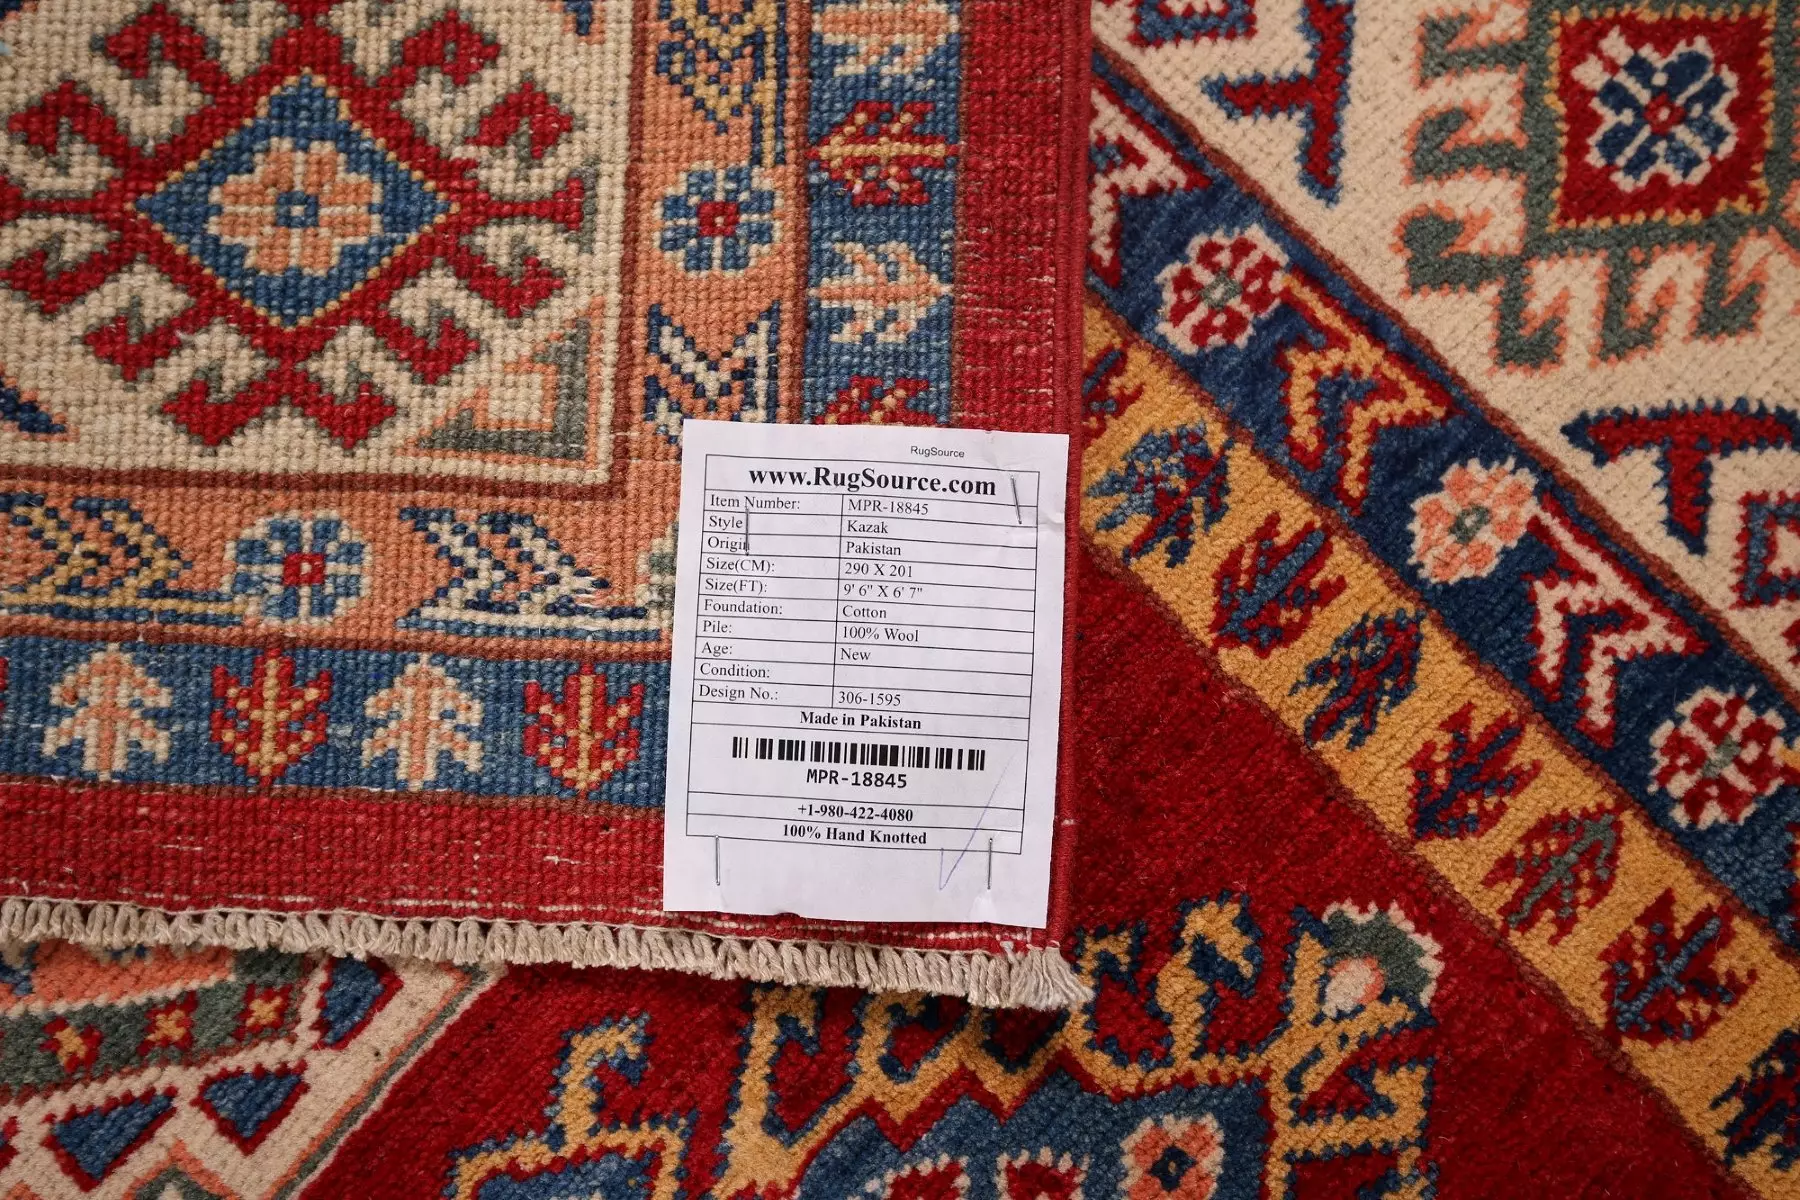 RugSource
www.RugSource.com
Item Number: MPR-18845
Style Kazak
Origin Pakistan
Size(CM): 290 X 201
Size(FT): 9' 6" X 6' 7"
Foundation: Cotton
Pile: 100% Wool
Age: New
Condition:
Design No.: 306-1595
Made in Pakistan
MPR-18845
+1-980-422-4080
100% Hand Knotted